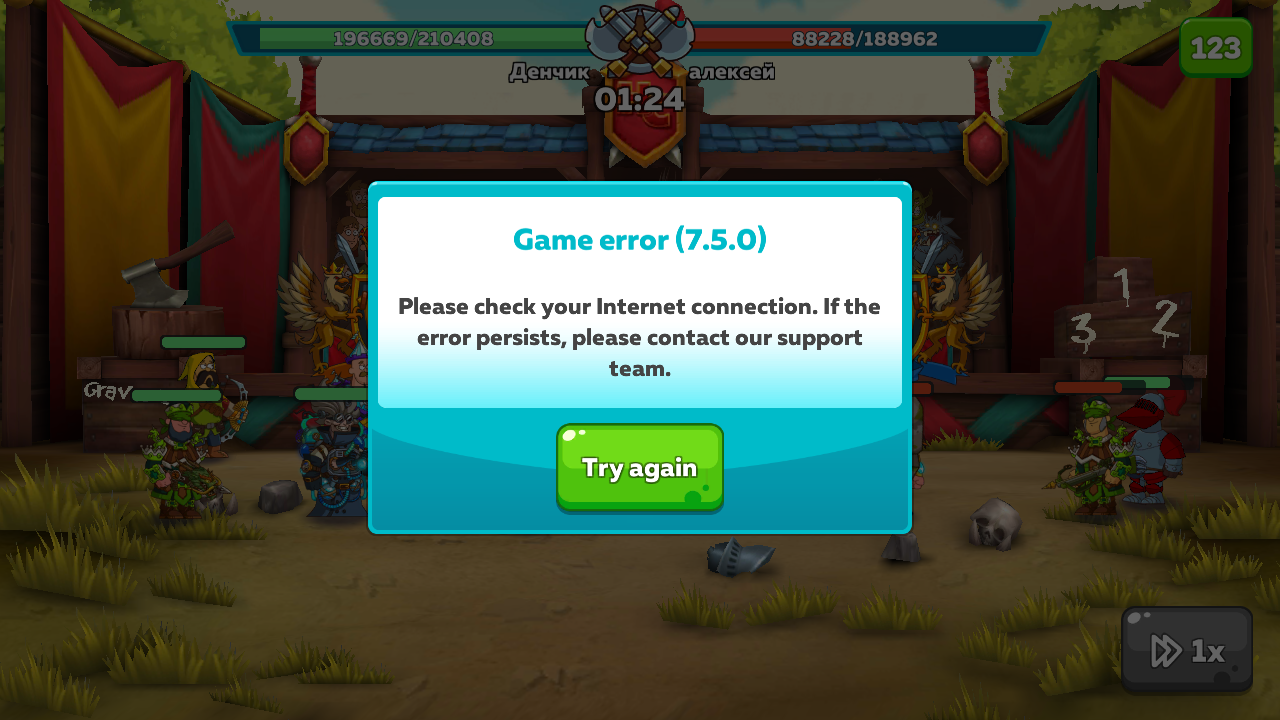 196669/210408
88228/188962
123
Денчик
алексей
01:24
Game error (7.5.0)
Please check your Internet connection. If the
error persists, please contact our support
team.
1
2
3
Grav
Try again
1x